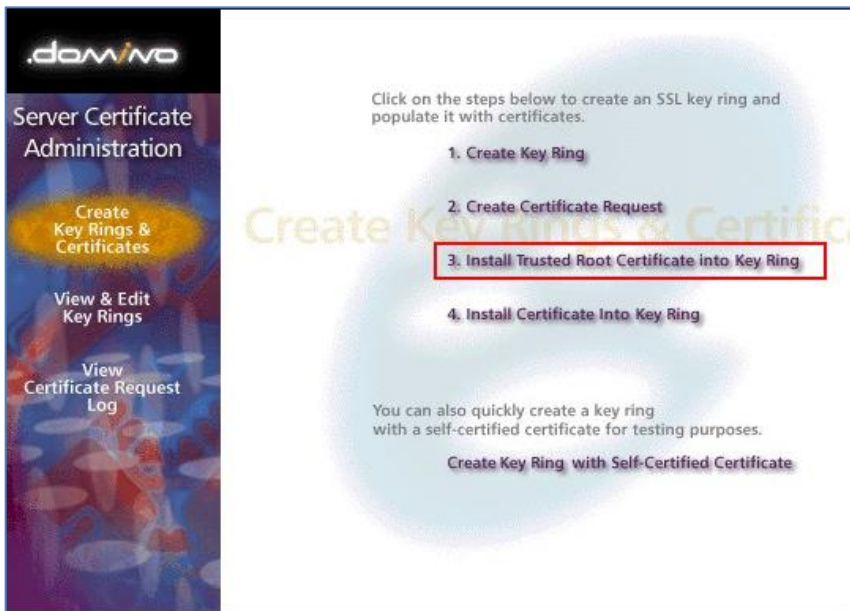 .domino
Server Certificate
Administration
Create
Key Rings &
Certificates
View & Edit
Key Rings
View
Certificate Request
Log
Create Key Rings & Certifica
Click on the steps below to create an SSL key ring and
populate it with certificates.
1. Create Key Ring
2. Create Certificate Request
3. Install Trusted Root Certificate into Key Ring
4. Install Certificate Into Key Ring
You can also quickly create a key ring
with a self-certified certificate for testing purposes.
Create Key Ring with Self-Certified Certificate